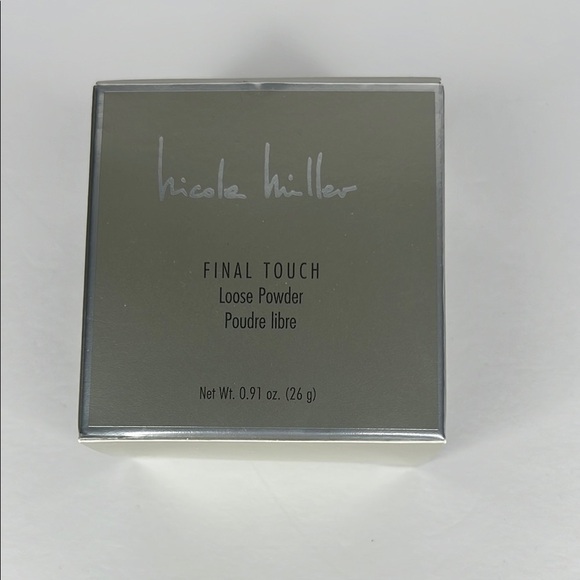 nicole miller
FINAL TOUCH
Loose Powder
Poudre libre
Net Wt. 0.91 oz. (26 g)